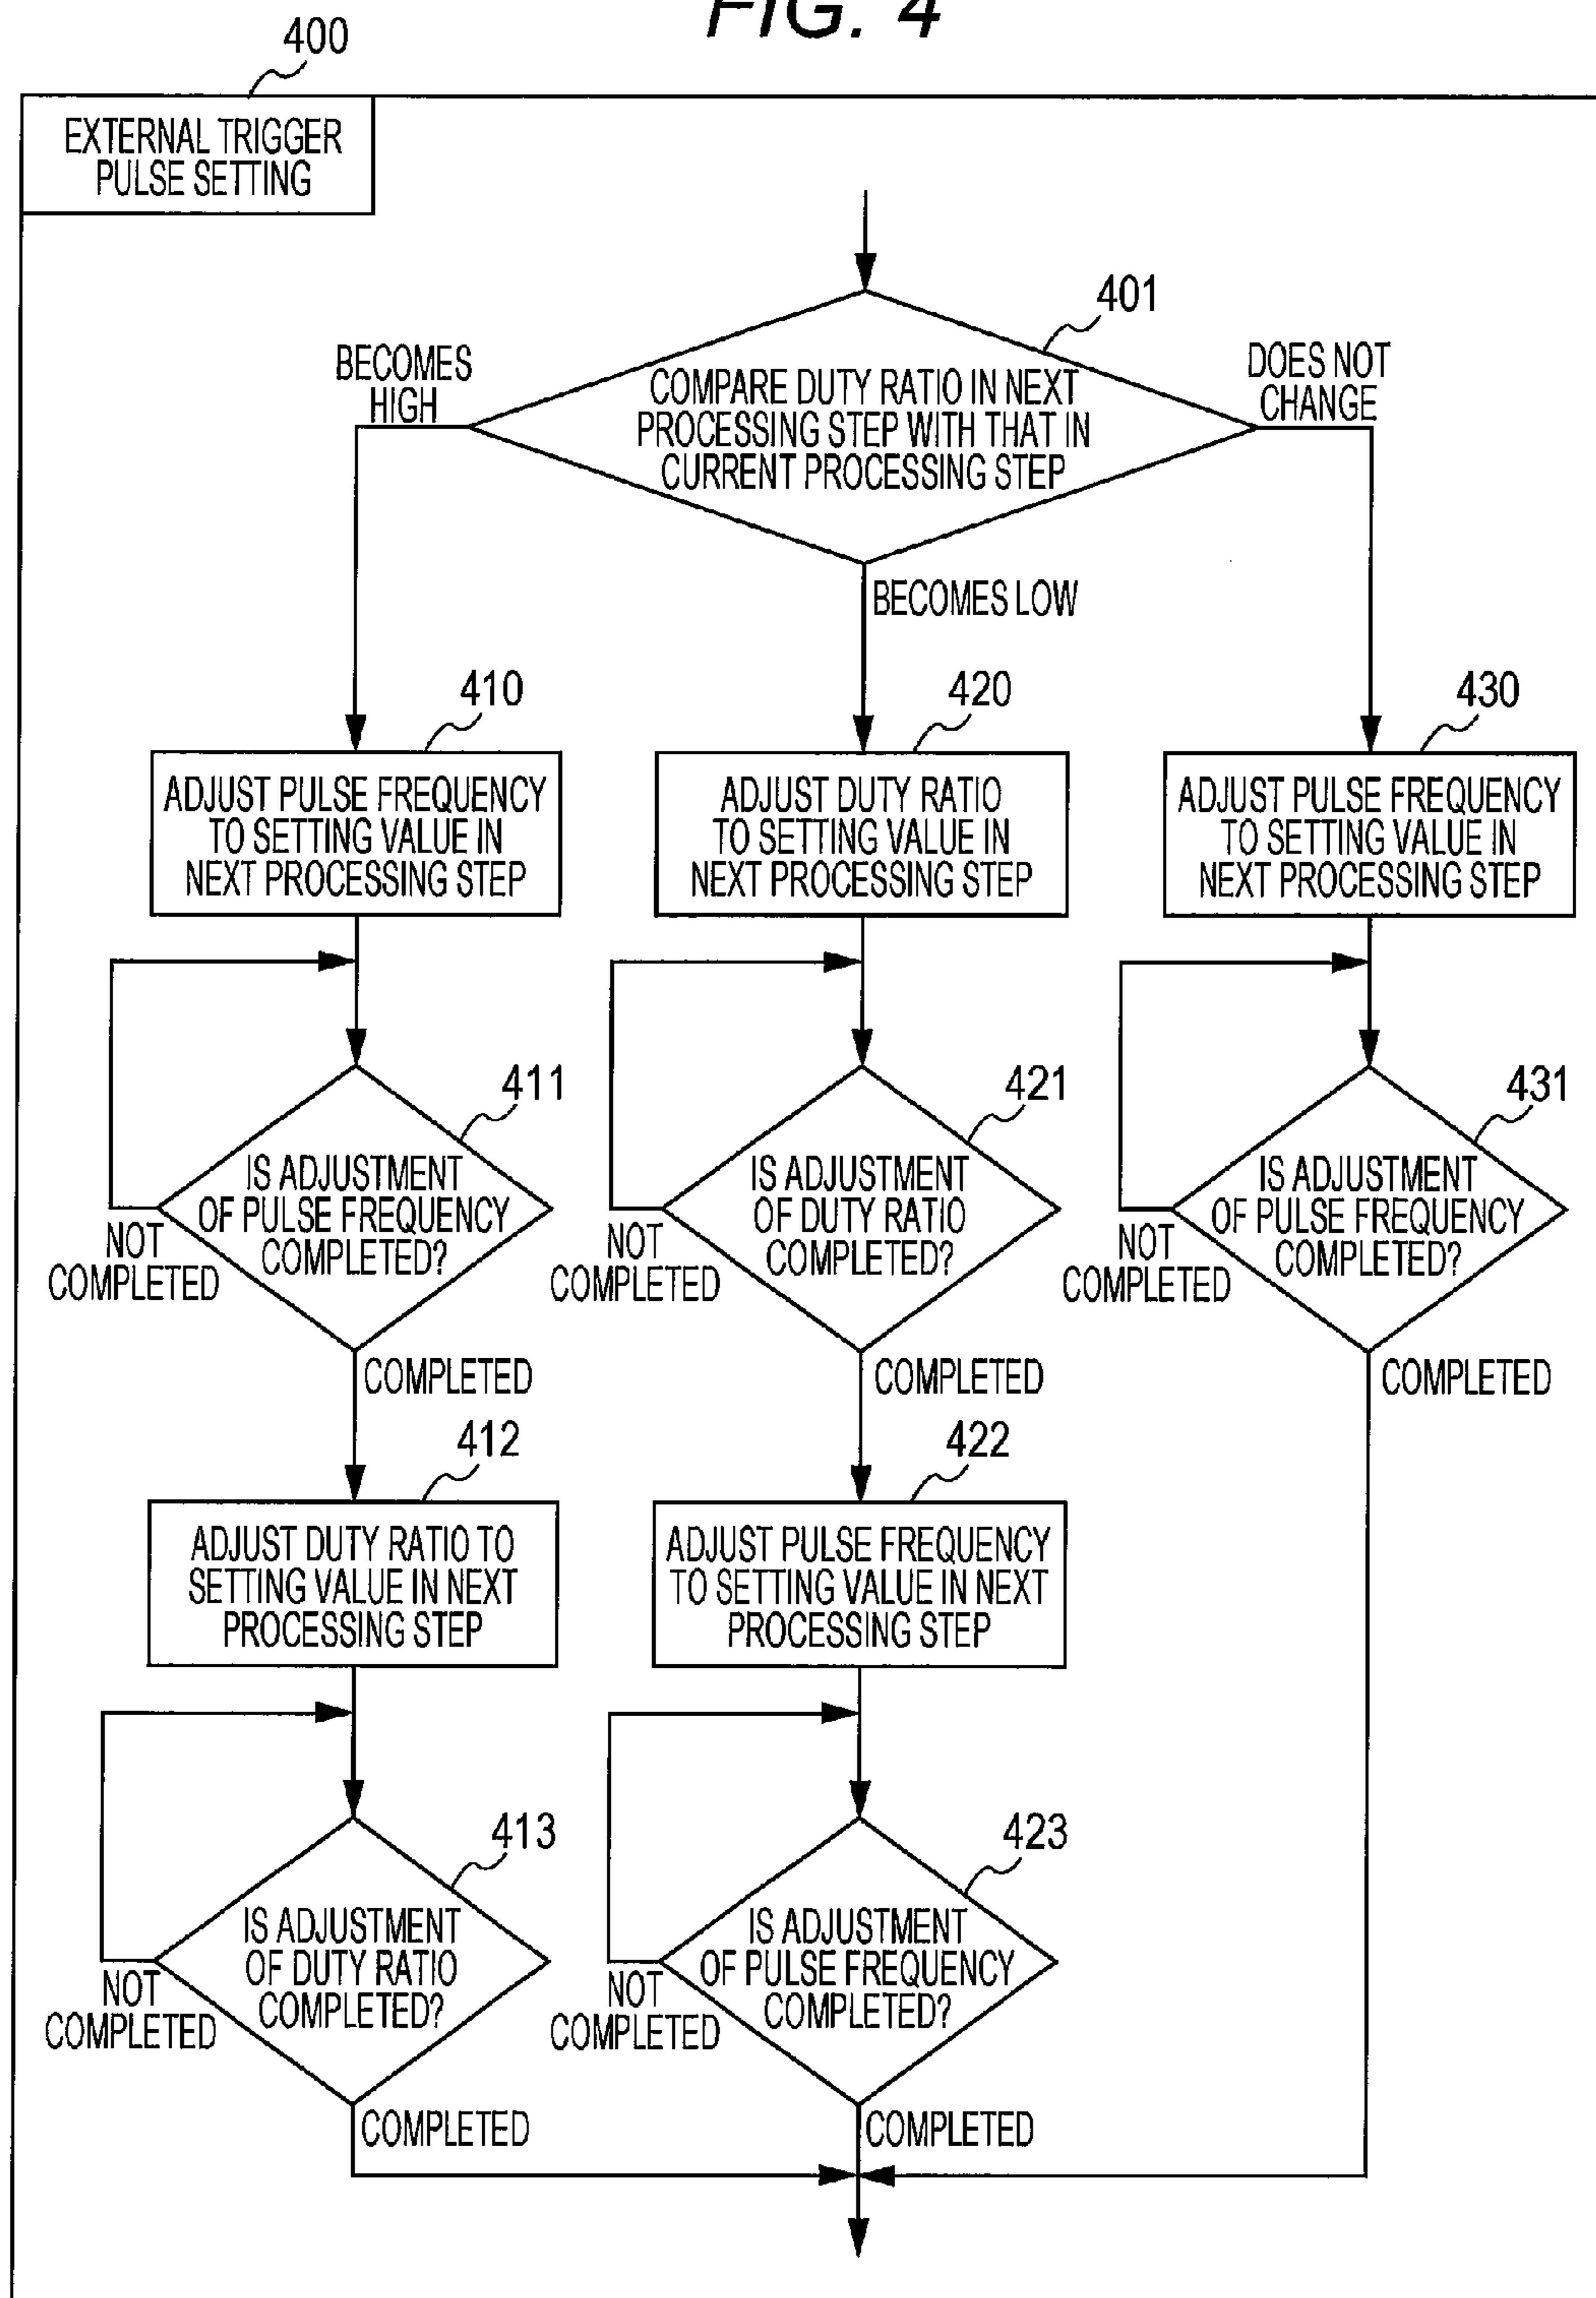 FIG. 4
400
EXTERNAL TRIGGER
PULSE SETTING
401
BECOMES
HIGH
COMPARE DUTY RATIO IN NEXT
PROCESSING STEP WITH THAT IN
CURRENT PROCESSING STEP
DOES NOT
CHANGE
BECOMES LOW
410
ADJUST PULSE FREQUENCY
TO SETTING VALUE IN
NEXT PROCESSING STEP
420
ADJUST DUTY RATIO
TO SETTING VALUE IN
NEXT PROCESSING STEP
430
ADJUST PULSE FREQUENCY
TO SETTING VALUE IN
NEXT PROCESSING STEP
411
IS ADJUSTMENT
OF PULSE FREQUENCY
COMPLETED?
NOT
COMPLETED
COMPLETED
421
IS ADJUSTMENT
OF DUTY RATIO
COMPLETED?
NOT
COMPLETED
COMPLETED
431
IS ADJUSTMENT
OF PULSE FREQUENCY
COMPLETED?
NOT
COMPLETED
COMPLETED
412
ADJUST DUTY RATIO TO
SETTING VALUE IN NEXT
PROCESSING STEP
422
ADJUST PULSE FREQUENCY
TO SETTING VALUE IN NEXT
PROCESSING STEP
413
IS ADJUSTMENT
OF DUTY RATIO
COMPLETED?
NOT
COMPLETED
COMPLETED
423
IS ADJUSTMENT
OF PULSE FREQUENCY
COMPLETED?
NOT
COMPLETED
COMPLETED